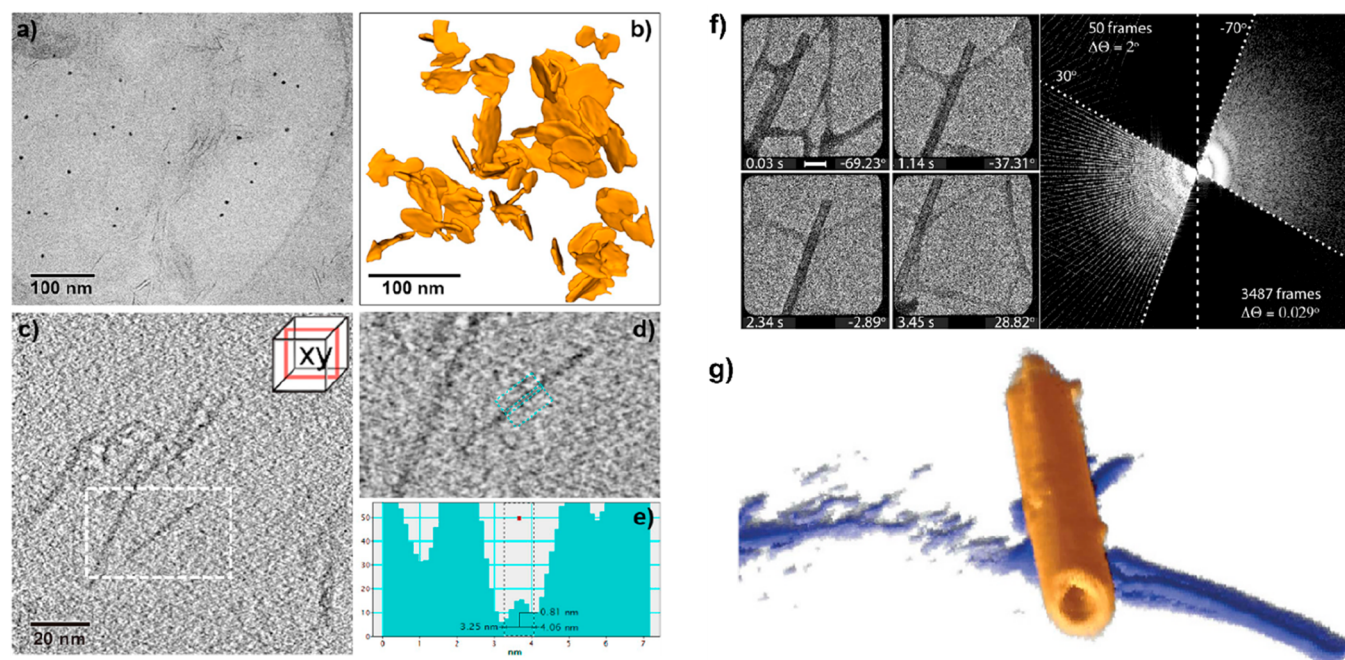 a)
100 nm
b)
100 nm
c)
xy
20 nm
d)
e)
50
40
30
20
10
0
0.81 nm
3.25 nm
4.06 nm
0 1 2 3 4 5 6 7
nm
f)
0.03 s -69.23°
1.14 s -37.31°
2.34 s -2.89°
3.45 s 28.82°
50 frames
ΔΘ = 2°
-70°
30°
3487 frames
ΔΘ = 0.029°
g)